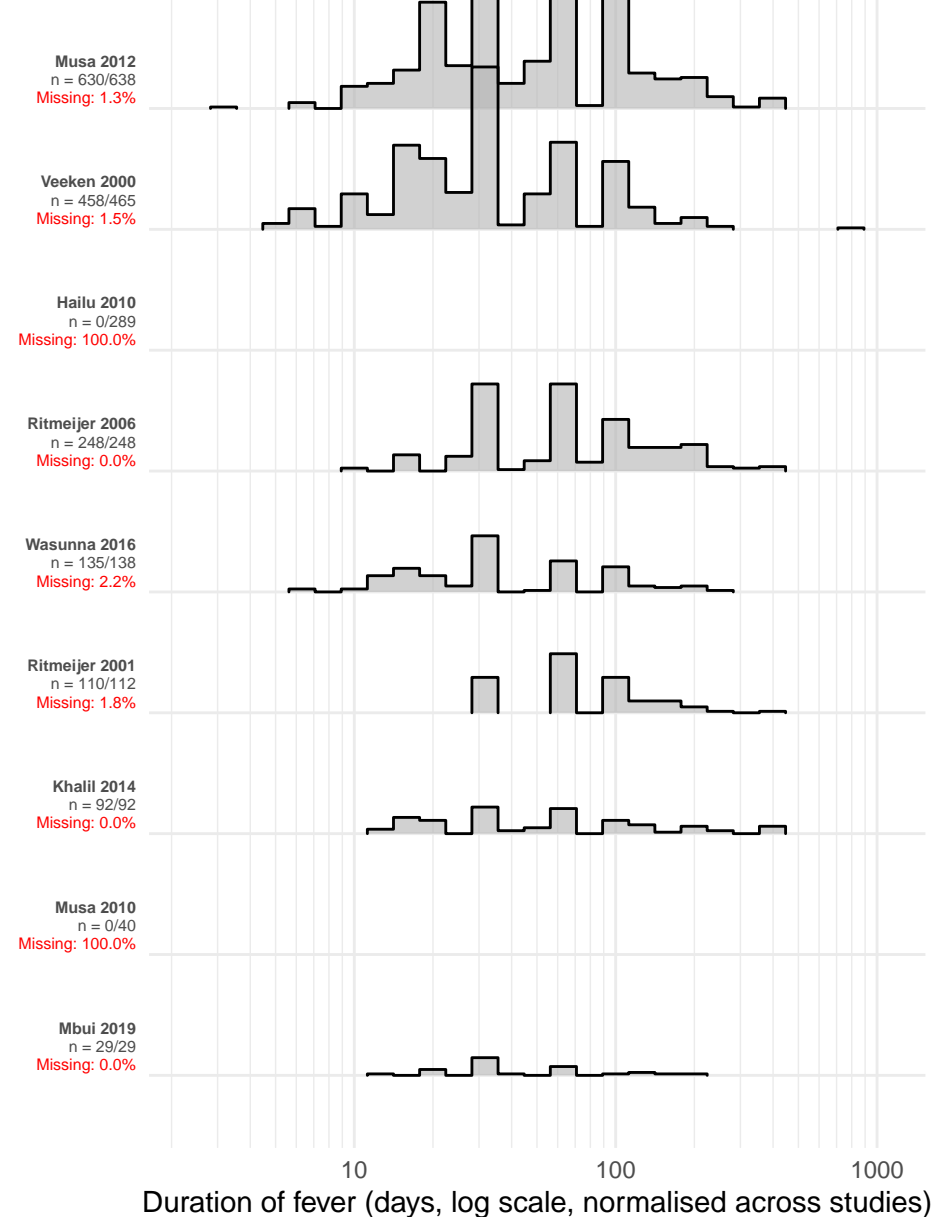 Musa 2012
n = 630/638
Missing: 1.3%
Veeken 2000
n = 458/465
Missing: 1.5%
Hailu 2010
n = 0/289
Missing: 100.0%
Ritmeijer 2006
n = 248/248
Missing: 0.0%
Wasunna 2016
n = 135/138
Missing: 2.2%
Ritmeijer 2001
n = 110/112
Missing: 1.8%
Khalil 2014
n = 92/92
Missing: 0.0%
Musa 2010
n = 0/40
Missing: 100.0%
Mbui 2019
n = 29/29
Missing: 0.0%
10 100 1000
Duration of fever (days, log scale, normalised across studies)